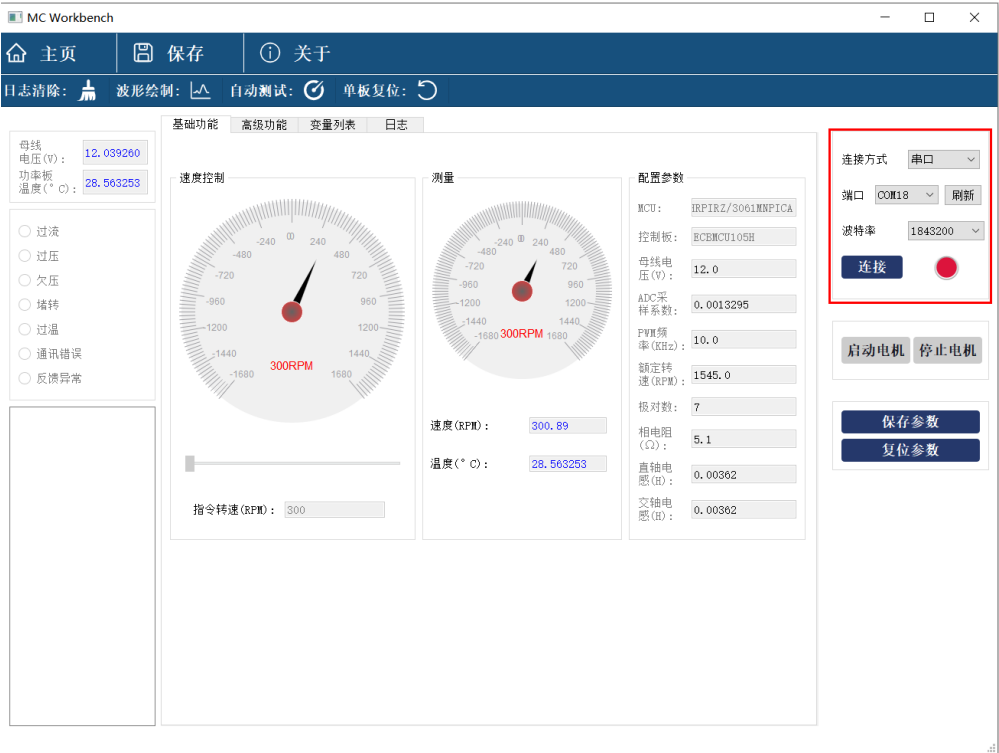 MC Workbench
主页 保存 关于
日志清除: 波形绘制: 自动测试: 单板复位:
基础功能 高级功能 变量列表 日志
母线
电压(V): 12.039260
功率板
温度(° C): 28.563253
过流
过压
欠压
堵转
过温
通讯错误
反馈异常
速度控制
-1680 -1440 -1200 -960 -720 -480 -240 00 240 480 720 960 1200 1440 1680
300RPM
指令转速(RPM): 300
测量
-1680 -1440 -1200 -960 -720 -480 -240 00 240 480 720 960 1200 1440 1680
300RPM
速度(RPM): 300.89
温度(° C): 28.563253
配置参数
MCU: RPIRZ/3061MNPICA
控制板: ECBMCU105H
母线电
压(V): 12.0
ADC采
样系数: 0.0013295
PWM频
率(KHz): 10.0
额定转
速(RPM): 1545.0
极对数: 7
相电阻
(Ω): 5.1
直轴电
感(H): 0.00362
交轴电
感(H): 0.00362
连接方式 串口
端口 COM18 刷新
波特率 1843200
连接
启动电机 停止电机
保存参数
复位参数